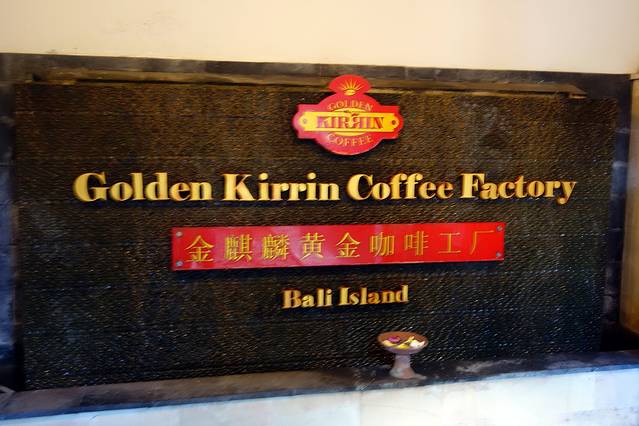 GOLDEN
KIRRIN
COFFEE
Golden Kirrin Coffee Factory
金麒麟黄金咖啡工厂
Bali Island